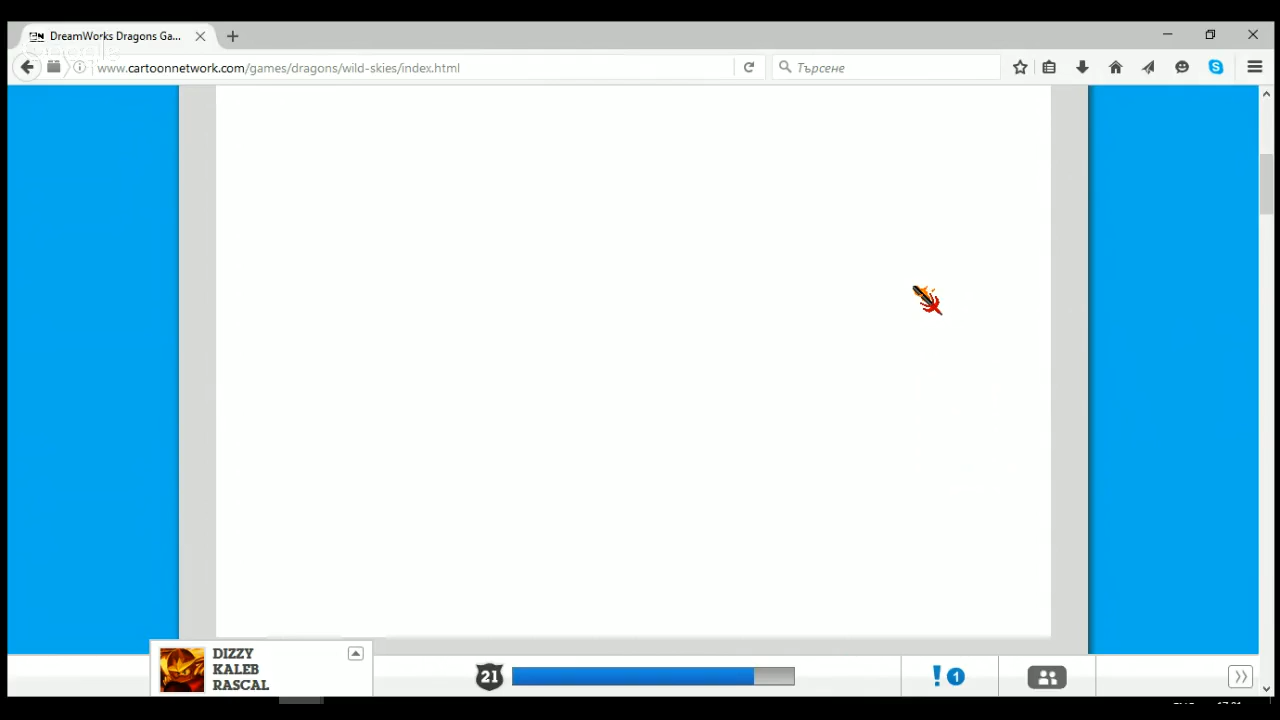 DreamWorks Dragons Ga...
www.cartoonnetwork.com/games/dragons/wild-skies/index.html
Търсене
DIZZY
KALEB
RASCAL
21
1